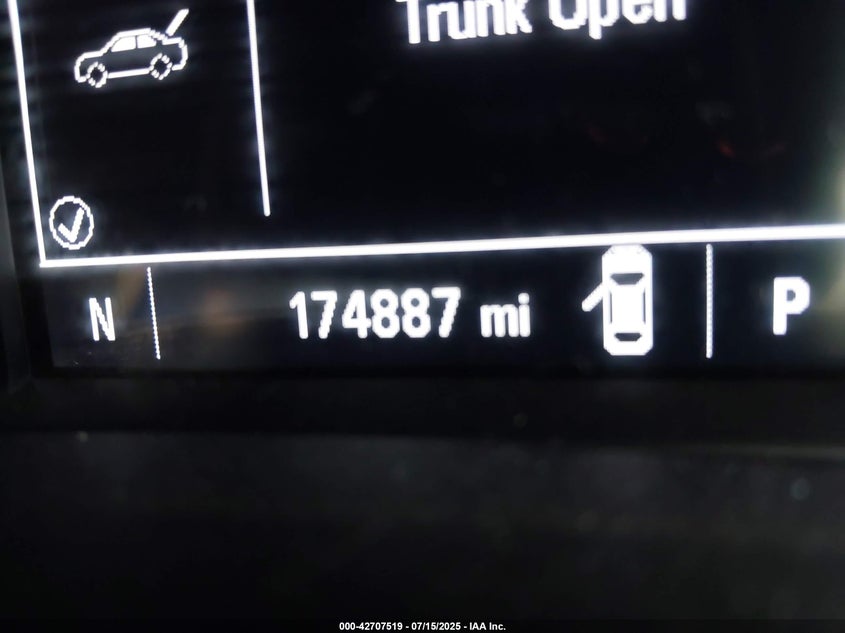 Trunk Open
N 174887 mi P
000-42707519 - 07/15/2025 - IAA Inc.